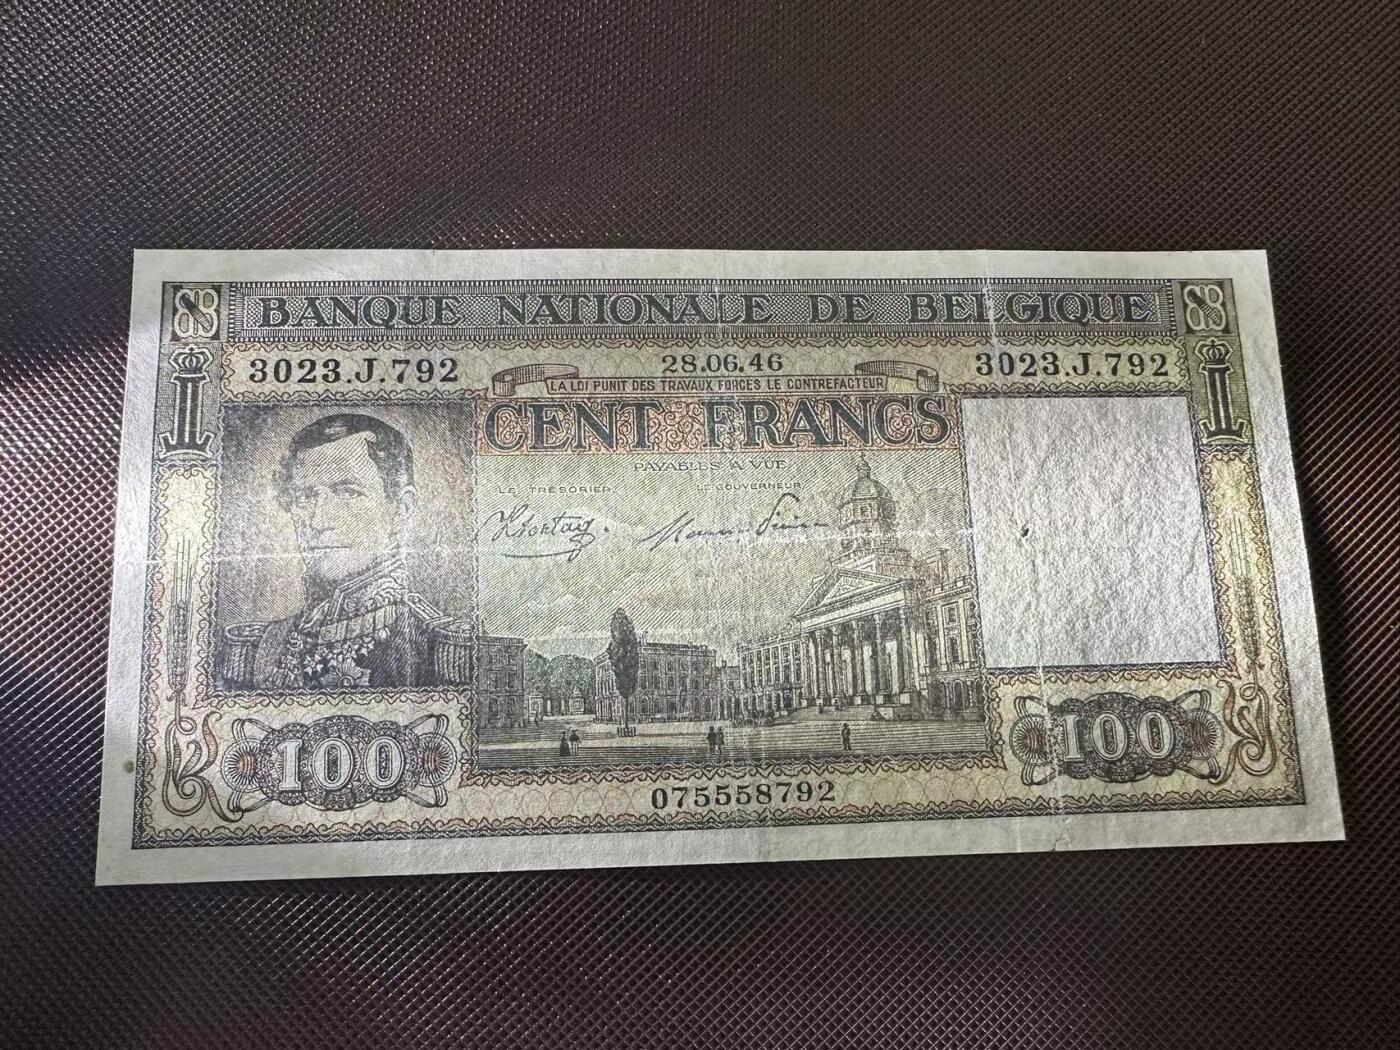 BANQUE NATIONALE DE BELGIQUE
3023.J.792 28.06.46 3023.J.792
LA LOI PUNIT DES TRAVAUX FORCÉS LE CONTREFACTEUR
CENT FRANCS
PAYABLES A VUE
LE TRÉSORIER LE GOUVERNEUR
100 100
075558792